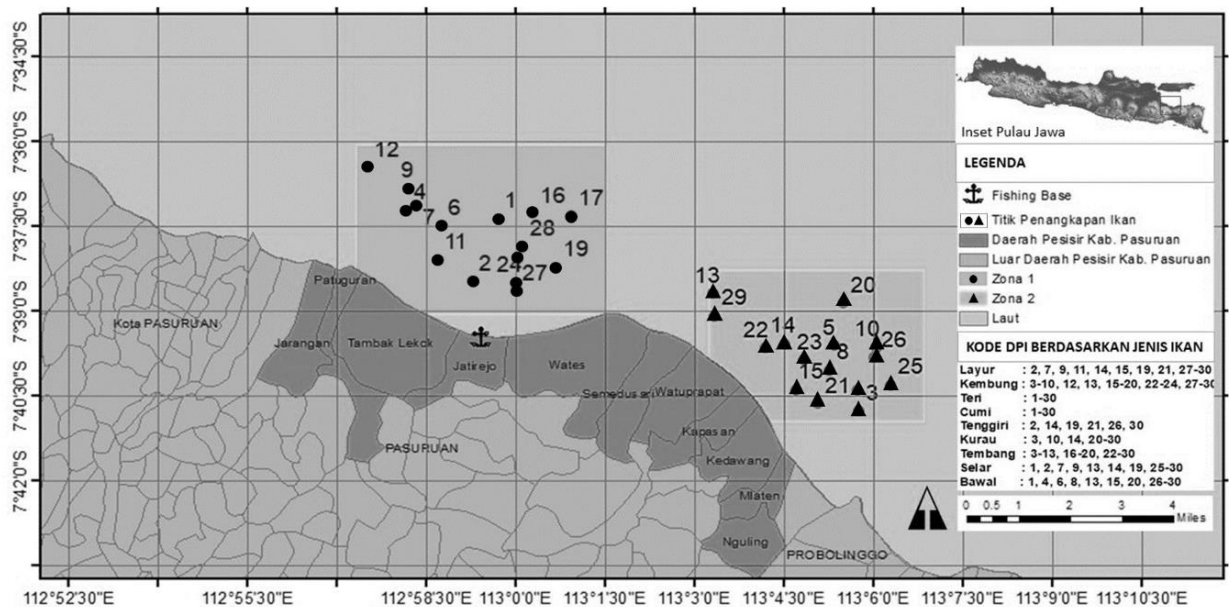 7°34'30"S
7°36'0"S
7°37'30"S
7°39'0"S
7°40'30"S
7°42'0"S
12
9
4
7
6
11
1
16
17
28
2
24
27
19
13
29
20
22
14
23
5
8
10
26
15
21
3
25
Patuguran
Kota PASURUAN
Jarangan
Tambak Lekok
Jatirejo
Wates
Semedusari
Watuprapat
Kapasan
PASURUAN
Kedawang
Mlaten
Nguling
PROBOLINGGO
Inset Pulau Jawa
LEGENDA
Fishing Base
Titik Penangkapan Ikan
Daerah Pesisir Kab. Pasuruan
Luar Daerah Pesisir Kab. Pasuruan
Zona 1
Zona 2
Laut
KODE DPI BERDASARKAN JENIS IKAN
Layur : 2, 7, 9, 11, 14, 15, 19, 21, 27-30
Kembung : 3-10, 12, 13, 15-20, 22-24, 27-30
Teri : 1-30
Cumi : 1-30
Tenggiri : 2, 14, 19, 21, 26, 30
Kurau : 3, 10, 14, 20-30
Tembang : 3-13, 16-20, 22-30
Selar : 1, 2, 7, 9, 13, 14, 19, 25-30
Bawal : 1, 4, 6, 8, 13, 15, 20, 26-30
0 0.5 1 2 3 4
Miles
112°52'30"E 112°55'30"E 112°58'30"E 113°0'0"E 113°1'30"E 113°3'0"E 113°4'30"E 113°6'0"E 113°7'30"E 113°9'0"E 113°10'30"E